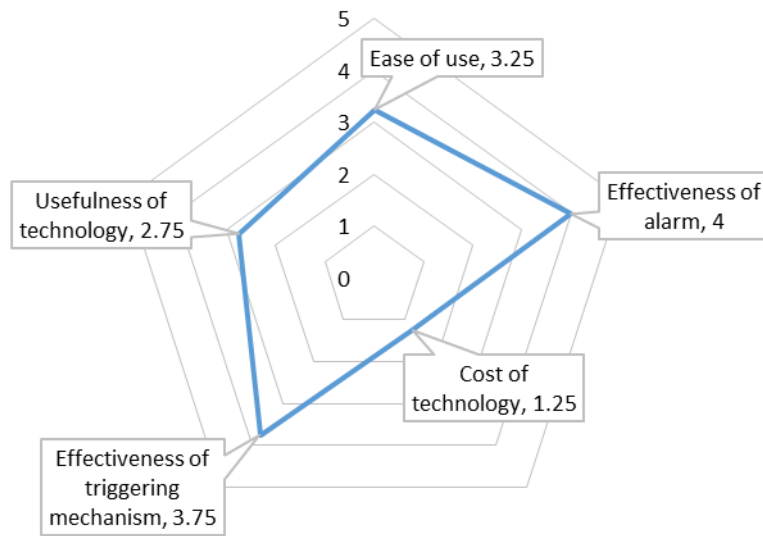 5
Ease of use, 3.25
4
3
2
1
0
Effectiveness of
alarm, 4
Cost of
technology, 1.25
Effectiveness of
triggering
mechanism, 3.75
Usefulness of
technology, 2.75